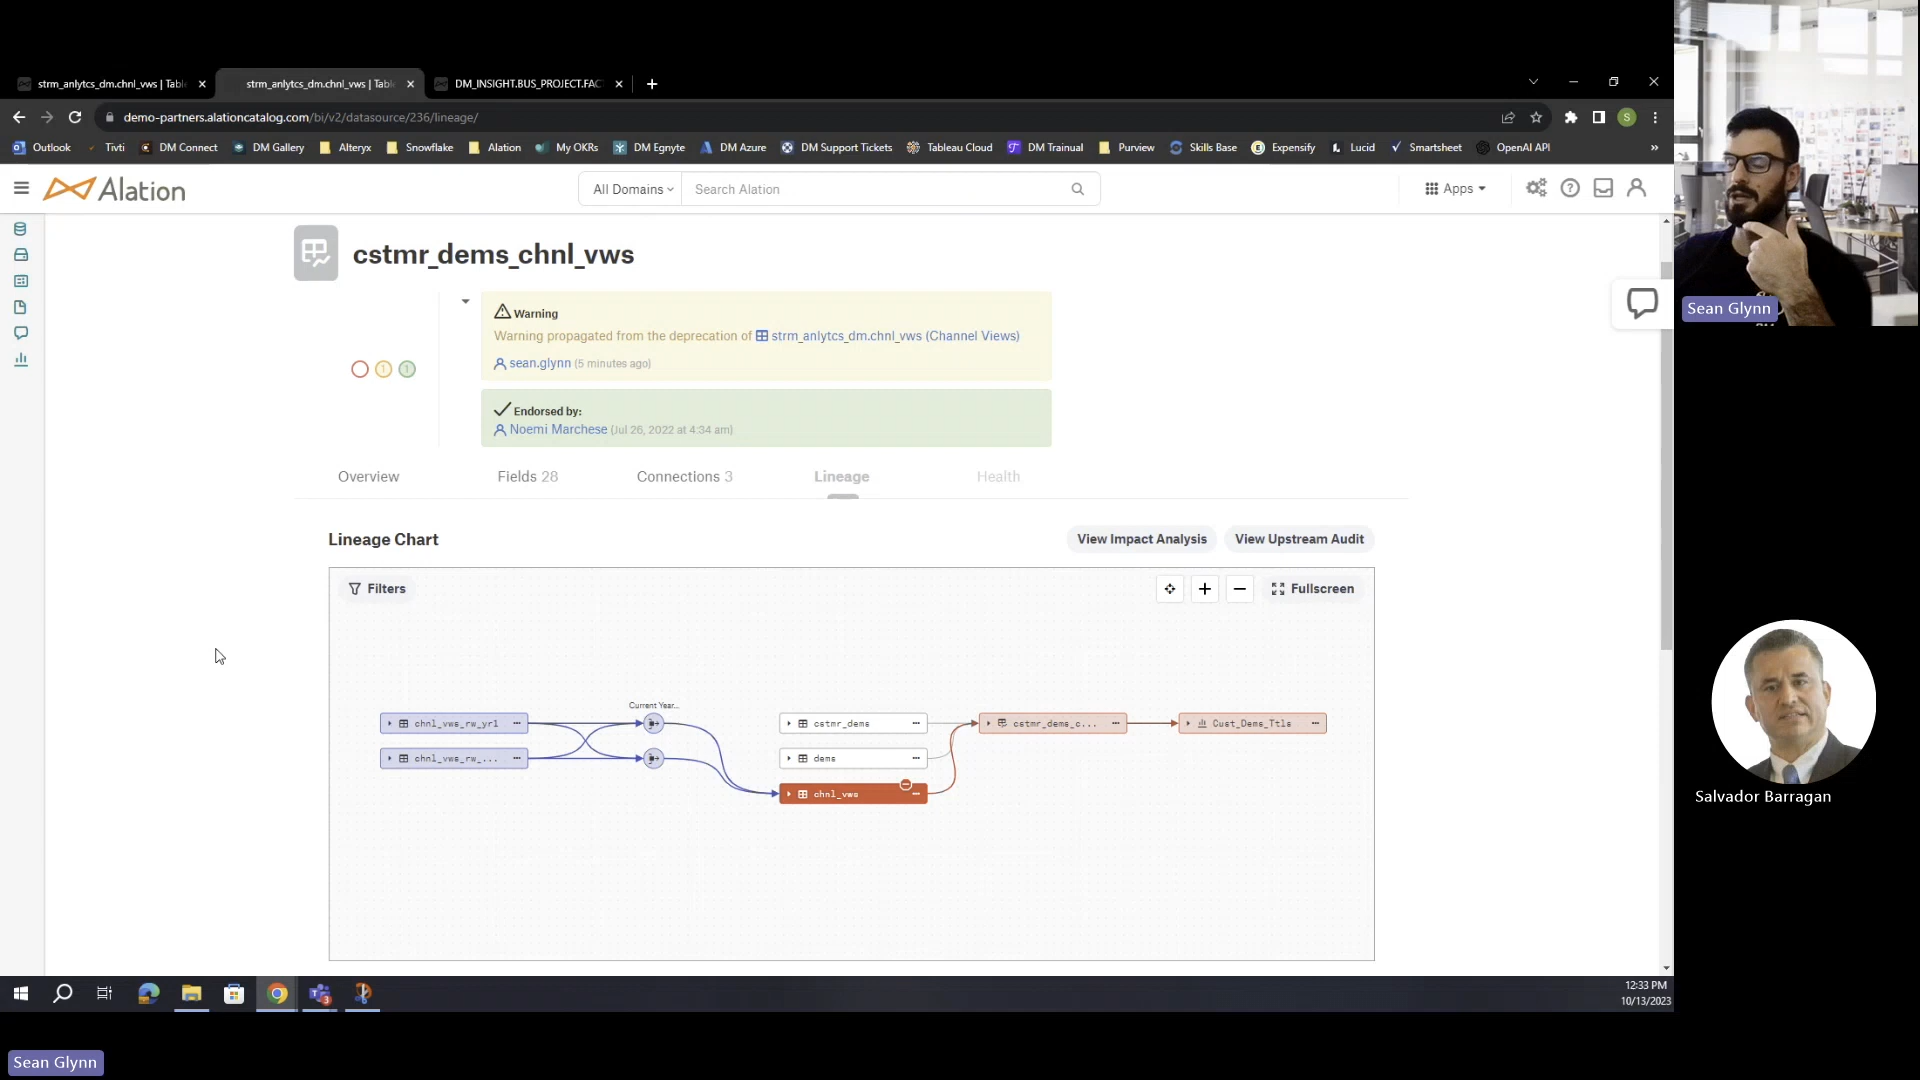 strm_anlytcs_dm.chnl_vws | Tabl
strm_anlytcs_dm.chnl_vws | Tabl
DM_INSIGHT.BUS_PROJECT.FAC
demo-partners.alationcatalog.com/bi/v2/datasource/236/lineage/
S
Outlook
Tivti
DM Connect
DM Gallery
Alteryx
Snowflake
Alation
My OKRs
DM Egnyte
DM Azure
DM Support Tickets
Tableau Cloud
DM Trainual
Purview
Skills Base
Expensify
Lucid
Smartsheet
OpenAI API
»
Alation
All Domains
Search Alation
Apps
cstmr_dems_chnl_vws
Warning
Warning propagated from the deprecation of strm_anlytcs_dm.chnl_vws (Channel Views)
sean.glynn (5 minutes ago)
1
1
Endorsed by:
Noemi Marchese (Jul 26, 2022 at 4:34 am)
Overview
Fields 28
Connections 3
Lineage
Health
Lineage Chart
View Impact Analysis
View Upstream Audit
Filters
Fullscreen
Current Year...
chnl_vws_rw_yr1
cstmr_dems
cstmr_dems_c...
Cust_Dems_Ttls
chnl_vws_rw_...
dems
chnl_vws
Sean Glynn
Salvador Barragan
3
12:33 PM
10/13/2023
Sean Glynn